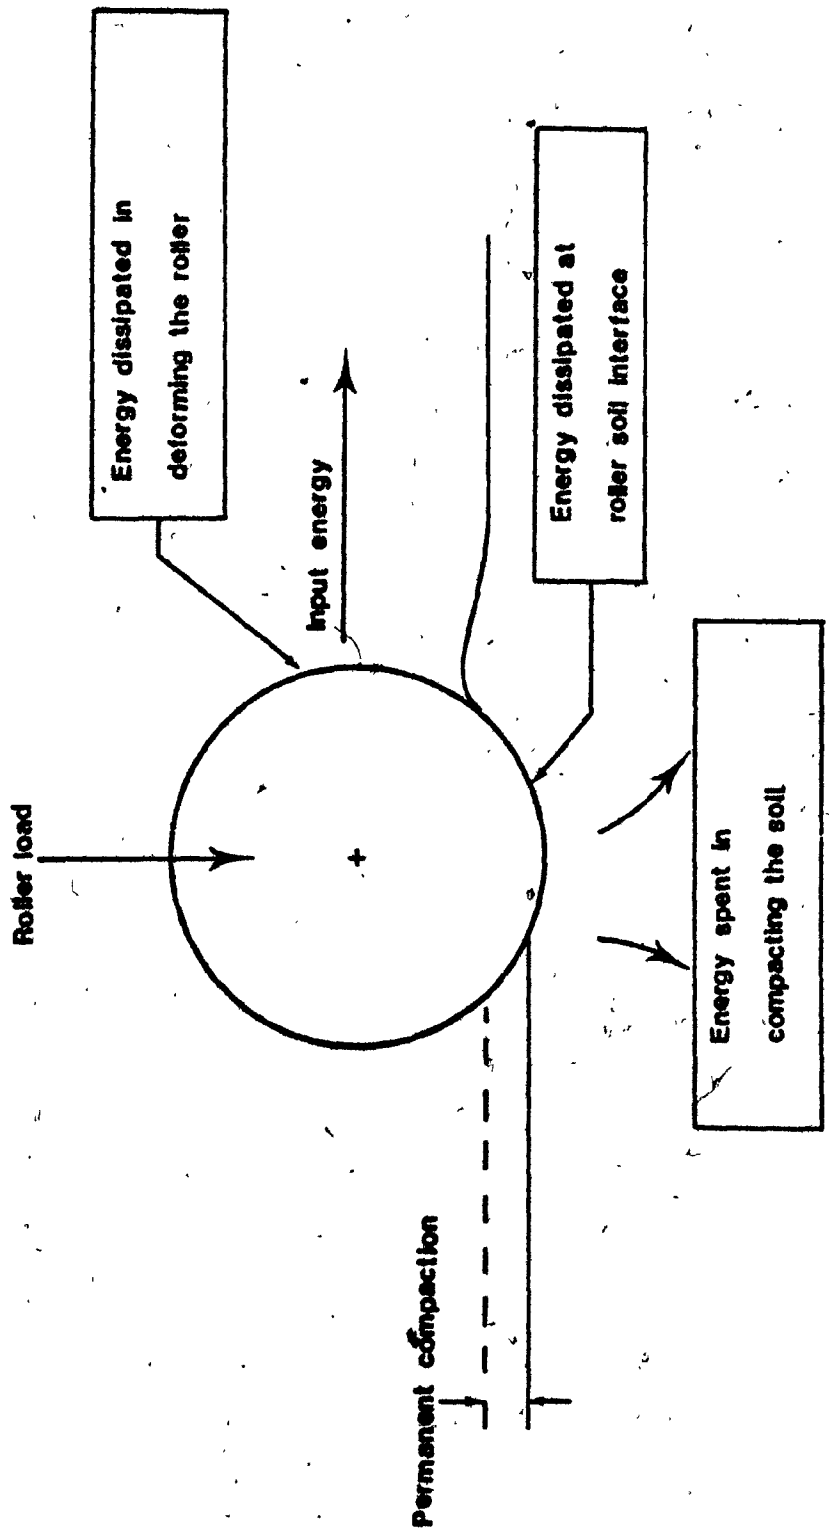 Roller load
Energy dissipated in
deforming the roller
Input energy
Permanent compaction
Energy dissipated at
roller soil interface
Energy spent in
compacting the soil